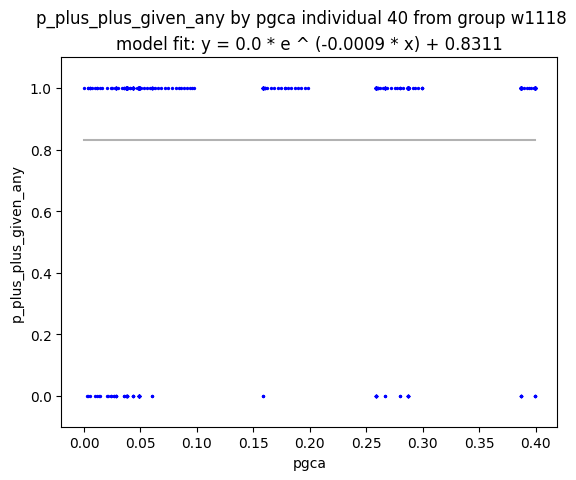 p_plus_plus_given_any by pgca individual 40 from group w1118
model fit: y = 0.0 * e ^ (-0.0009 * x) + 0.8311
p_plus_plus_given_any
1.0
0.8
0.6
0.4
0.2
0.0
0.00 0.05 0.10 0.15 0.20 0.25 0.30 0.35 0.40
pgca